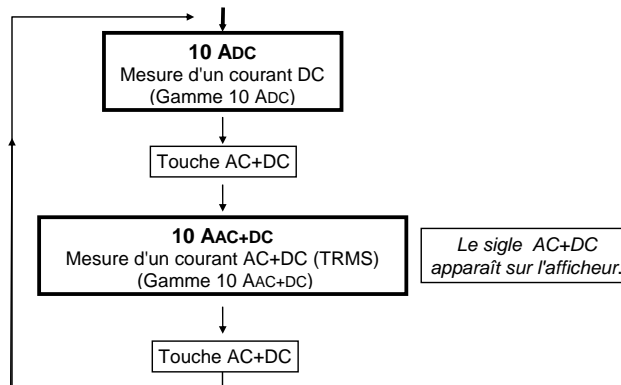 10 ADC
Mesure d'un courant DC
(Gamme 10 ADC)
Touche AC+DC
10 AAC+DC
Mesure d'un courant AC+DC (TRMS)
(Gamme 10 AAC+DC)
Le sigle AC+DC
apparaît sur l'afficheur.
Touche AC+DC